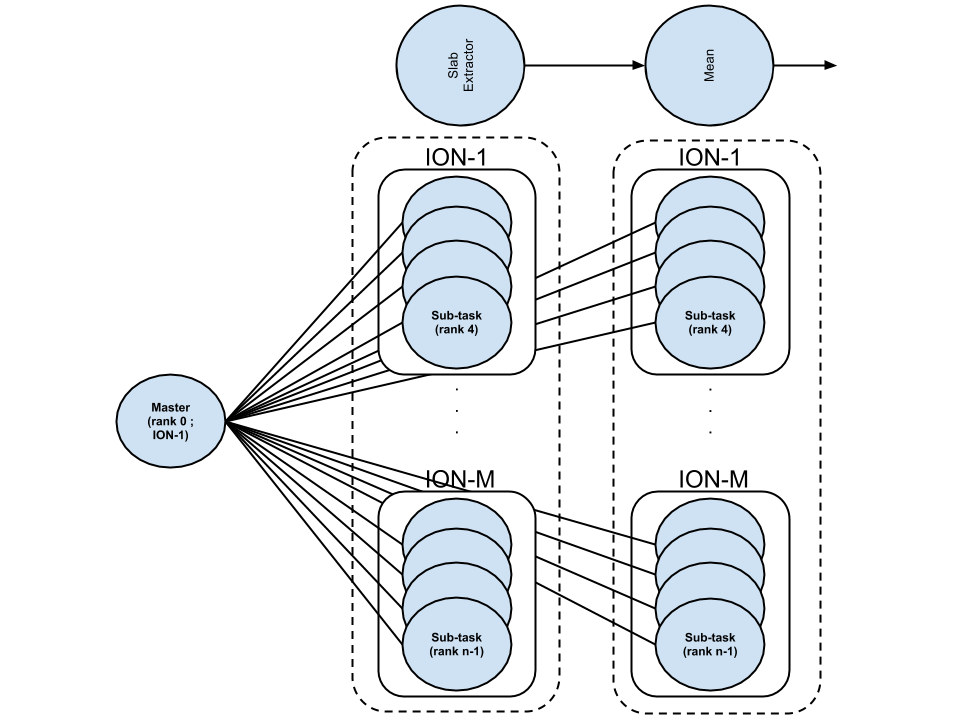 Slab
Extractor
Mean
ION-1
ION-1
Sub-task
(rank 4)
Sub-task
(rank 4)
Master
(rank 0 ;
ION-1)
ION-M
ION-M
Sub-task
(rank n-1)
Sub-task
(rank n-1)